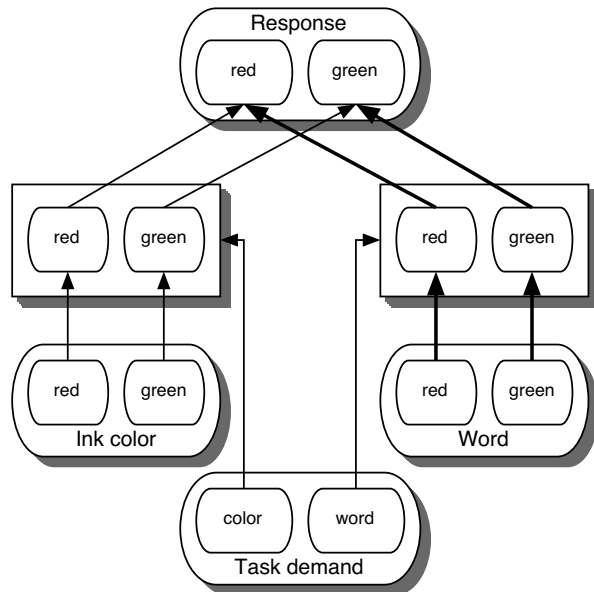 Response
red green
red green
red green
red green
Ink color
red green
Word
color word
Task demand